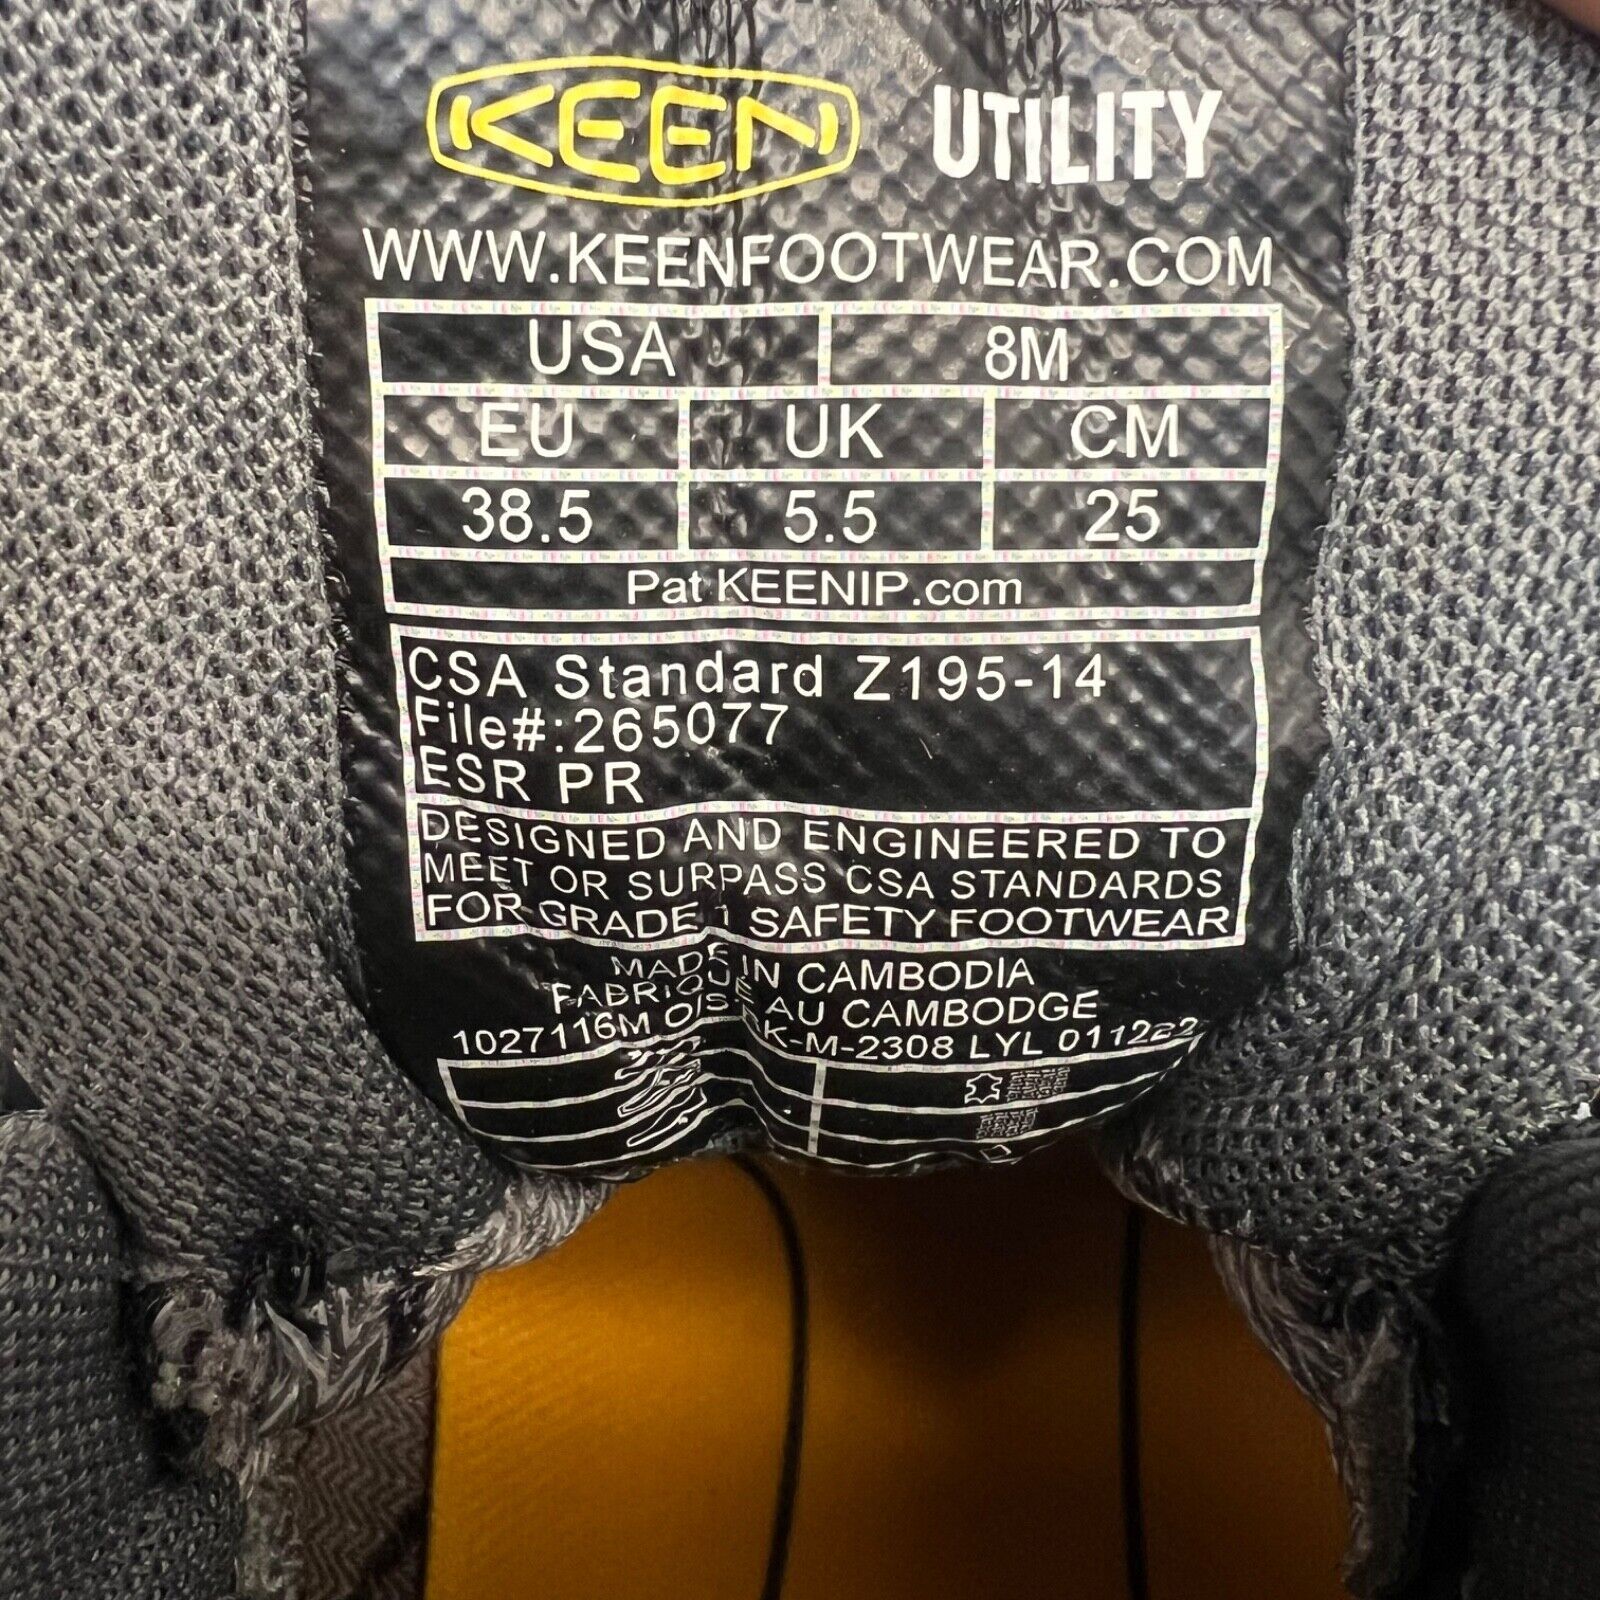 KEEN UTILITY
WWW.KEENFOOTWEAR.COM
USA 8M
EU UK CM
38.5 5.5 25
Pat KEENIP.com
CSA Standard Z195-14
File#:265077
ESR PR
DESIGNED AND ENGINEERED TO
MEET OR SURPASS CSA STANDARDS
FOR GRADE 1 SAFETY FOOTWEAR
MADE IN CAMBODIA
FABRIQUE AU CAMBODGE
1027116M LYL 011222